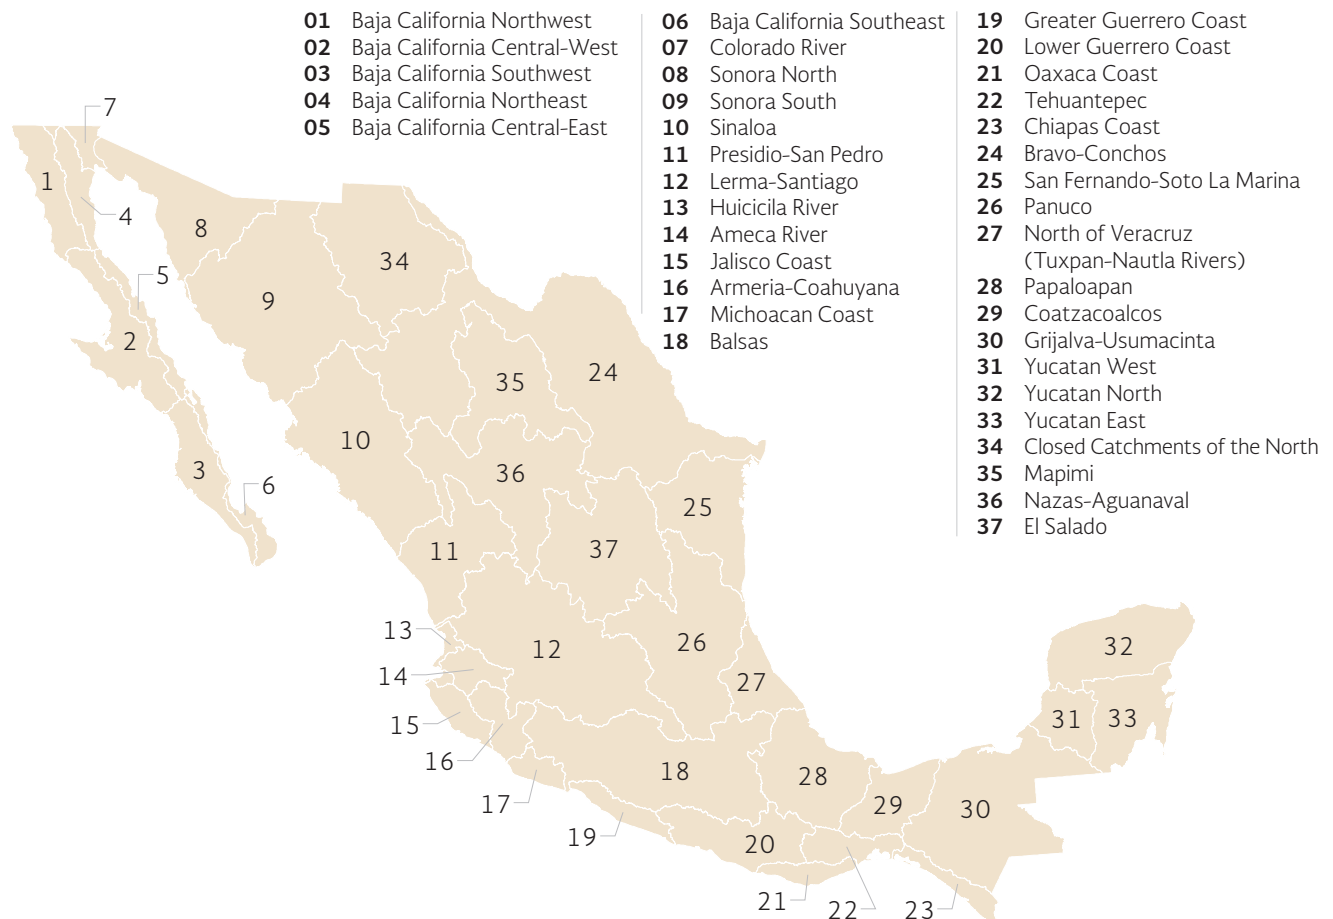 01 Baja California Northwest
02 Baja California Central-West
03 Baja California Southwest
04 Baja California Northeast
05 Baja California Central-East
06 Baja California Southeast
07 Colorado River
08 Sonora North
09 Sonora South
10 Sinaloa
11 Presidio-San Pedro
12 Lerma-Santiago
13 Huicicila River
14 Ameca River
15 Jalisco Coast
16 Armeria-Coahuyana
17 Michoacan Coast
18 Balsas
19 Greater Guerrero Coast
20 Lower Guerrero Coast
21 Oaxaca Coast
22 Tehuantepec
23 Chiapas Coast
24 Bravo-Conchos
25 San Fernando-Soto La Marina
26 Panuco
27 North of Veracruz
(Tuxpan-Nautla Rivers)
28 Papaloapan
29 Coatzacoalcos
30 Grijalva-Usumacinta
31 Yucatan West
32 Yucatan North
33 Yucatan East
34 Closed Catchments of the North
35 Mapimi
36 Nazas-Aguanaval
37 El Salado
7
1
4
8
34
5
9
2
35
24
10
36
3
6
25
11
37
13
12
26
32
14
27
15
31
33
16
18
28
17
29
30
19
20
21
22
23